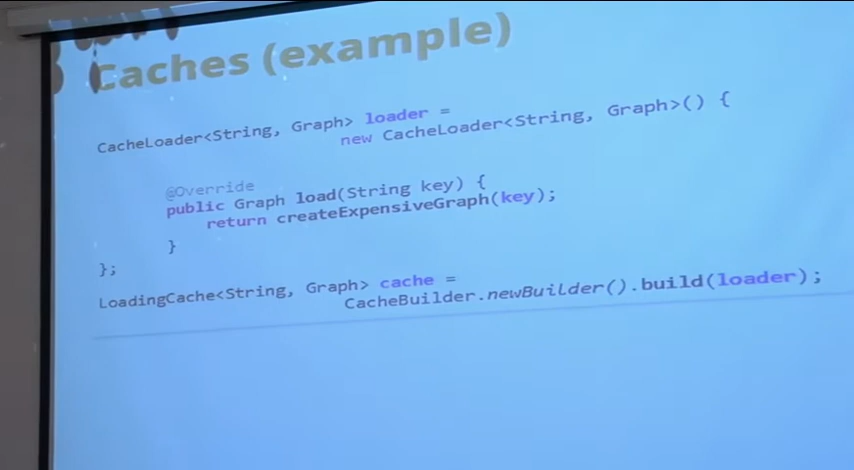 Caches (example)
CacheLoader<String, Graph> loader =
new CacheLoader<String, Graph>() {
@Override
public Graph load(String key) {
return createExpensiveGraph(key);
}
};
LoadingCache<String, Graph> cache =
CacheBuilder.newBuilder().build(loader);